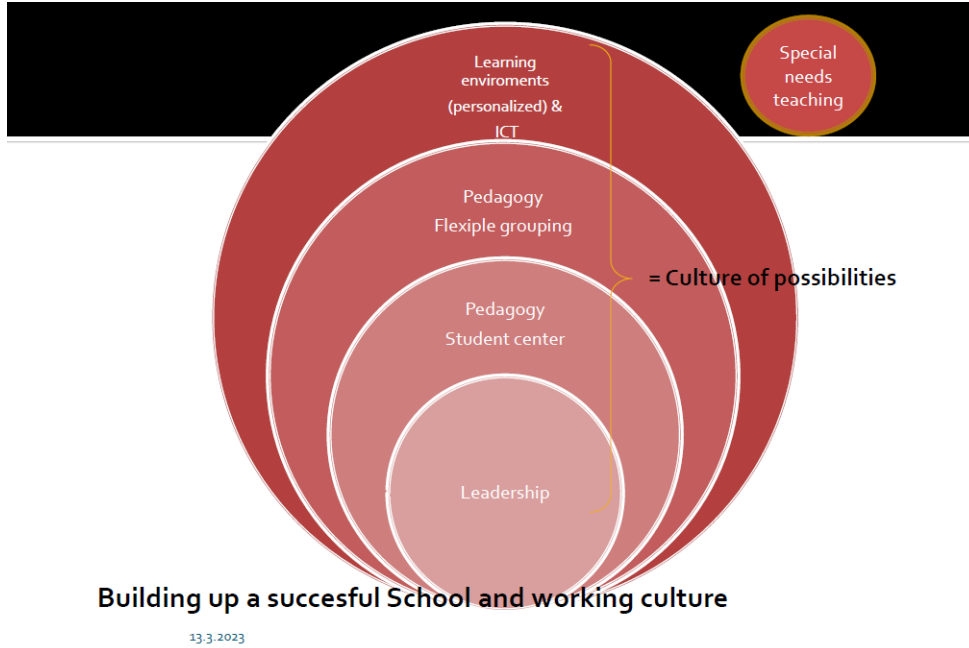 Learning
enviroments
(personalized) &
ICT
Special
needs
teaching
Pedagogy
Flexiple grouping
= Culture of possibilities
Pedagogy
Student center
Leadership
Building up a succesful School and working culture
13.3.2023